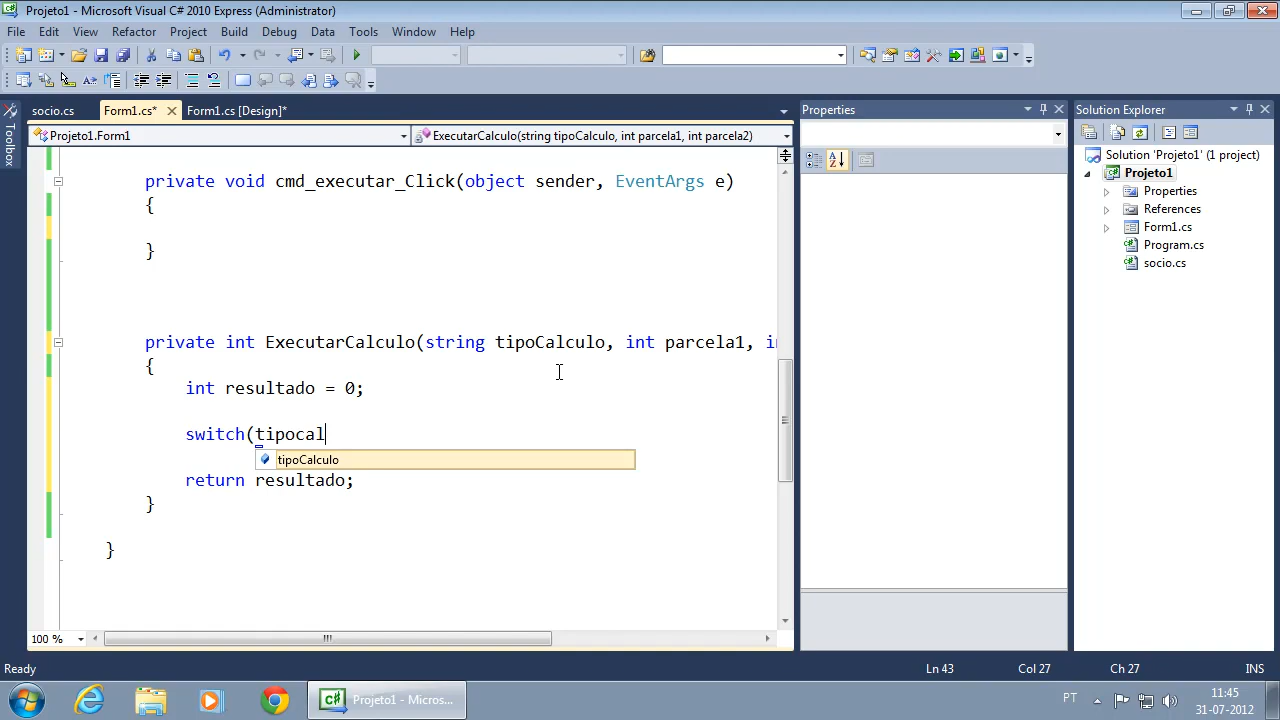 Projeto1 - Microsoft Visual C# 2010 Express (Administrator)
File Edit View Refactor Project Build Debug Data Tools Window Help
socio.cs Form1.cs* Form1.cs [Design]*
Projeto1.Form1 ExecutarCalculo(string tipoCalculo, int parcela1, int parcela2)
Toolbox
private void cmd_executar_Click(object sender, EventArgs e)
{
}
private int ExecutarCalculo(string tipoCalculo, int parcela1, in
{
int resultado = 0;
switch(tipocal
tipoCalculo
return resultado;
}
}
100 %
Properties
Solution Explorer
Solution 'Projeto1' (1 project)
Projeto1
Properties
References
Form1.cs
Program.cs
socio.cs
Ready Ln 43 Col 27 Ch 27 INS
Projeto1 - Micros...
PT
11:45
31-07-2012